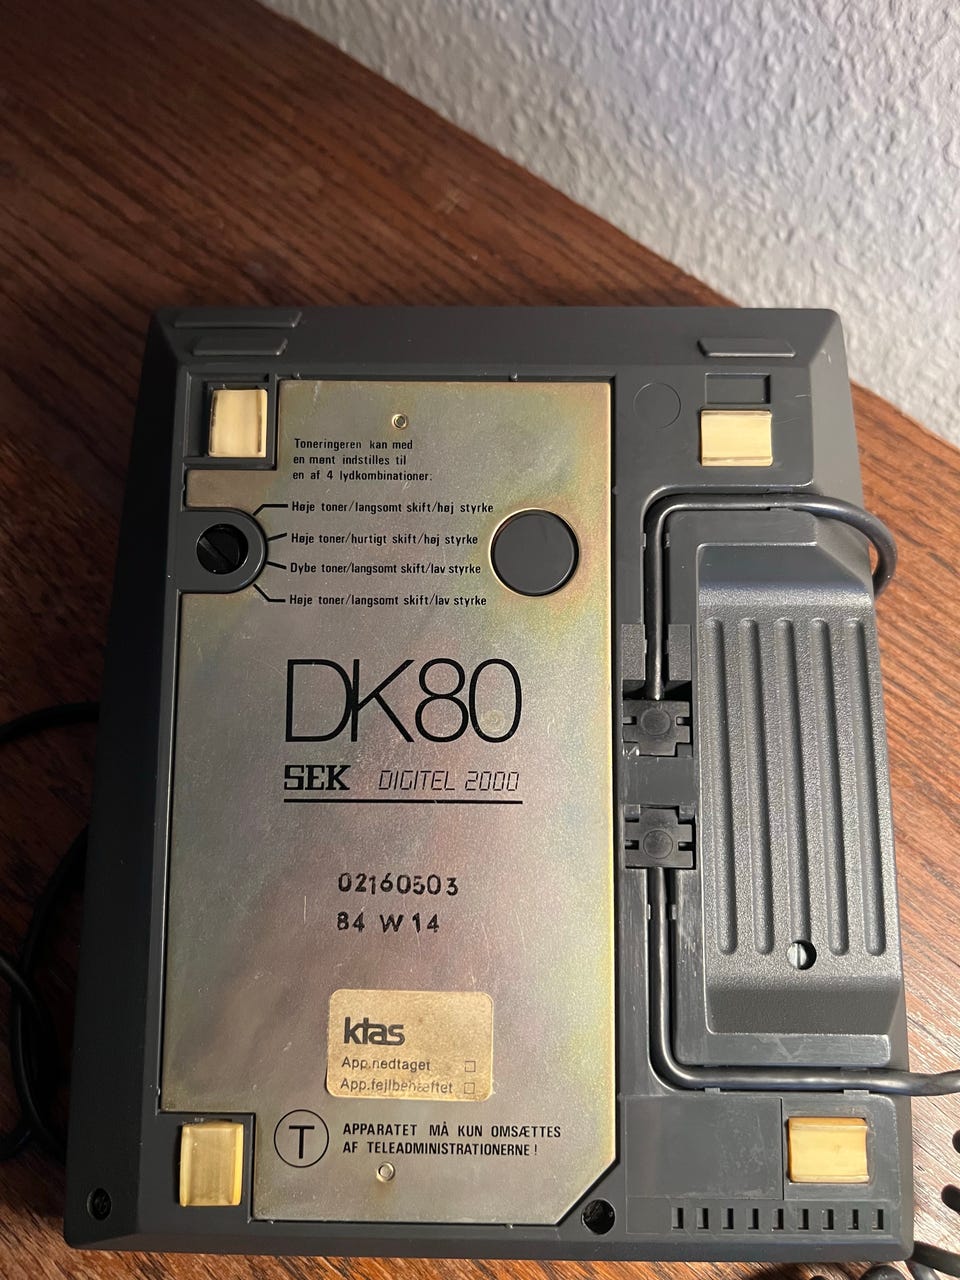 Toneringeren kan med
en mønt indstilles til
en af 4 lydkombinationer:
Høje toner/langsomt skift/høj styrke
Høje toner/hurtigt skift/høj styrke
Dybe toner/langsomt skift/lav styrke
Høje toner/langsomt skift/lav styrke
DK80
SEK DIGITEL 2000
02160503
84 W 14
ktas
App.nedtaget
App.fejlbehæftet
T
APPARATET MÅ KUN OMSÆTTES
AF TELEADMINISTRATIONERNE!